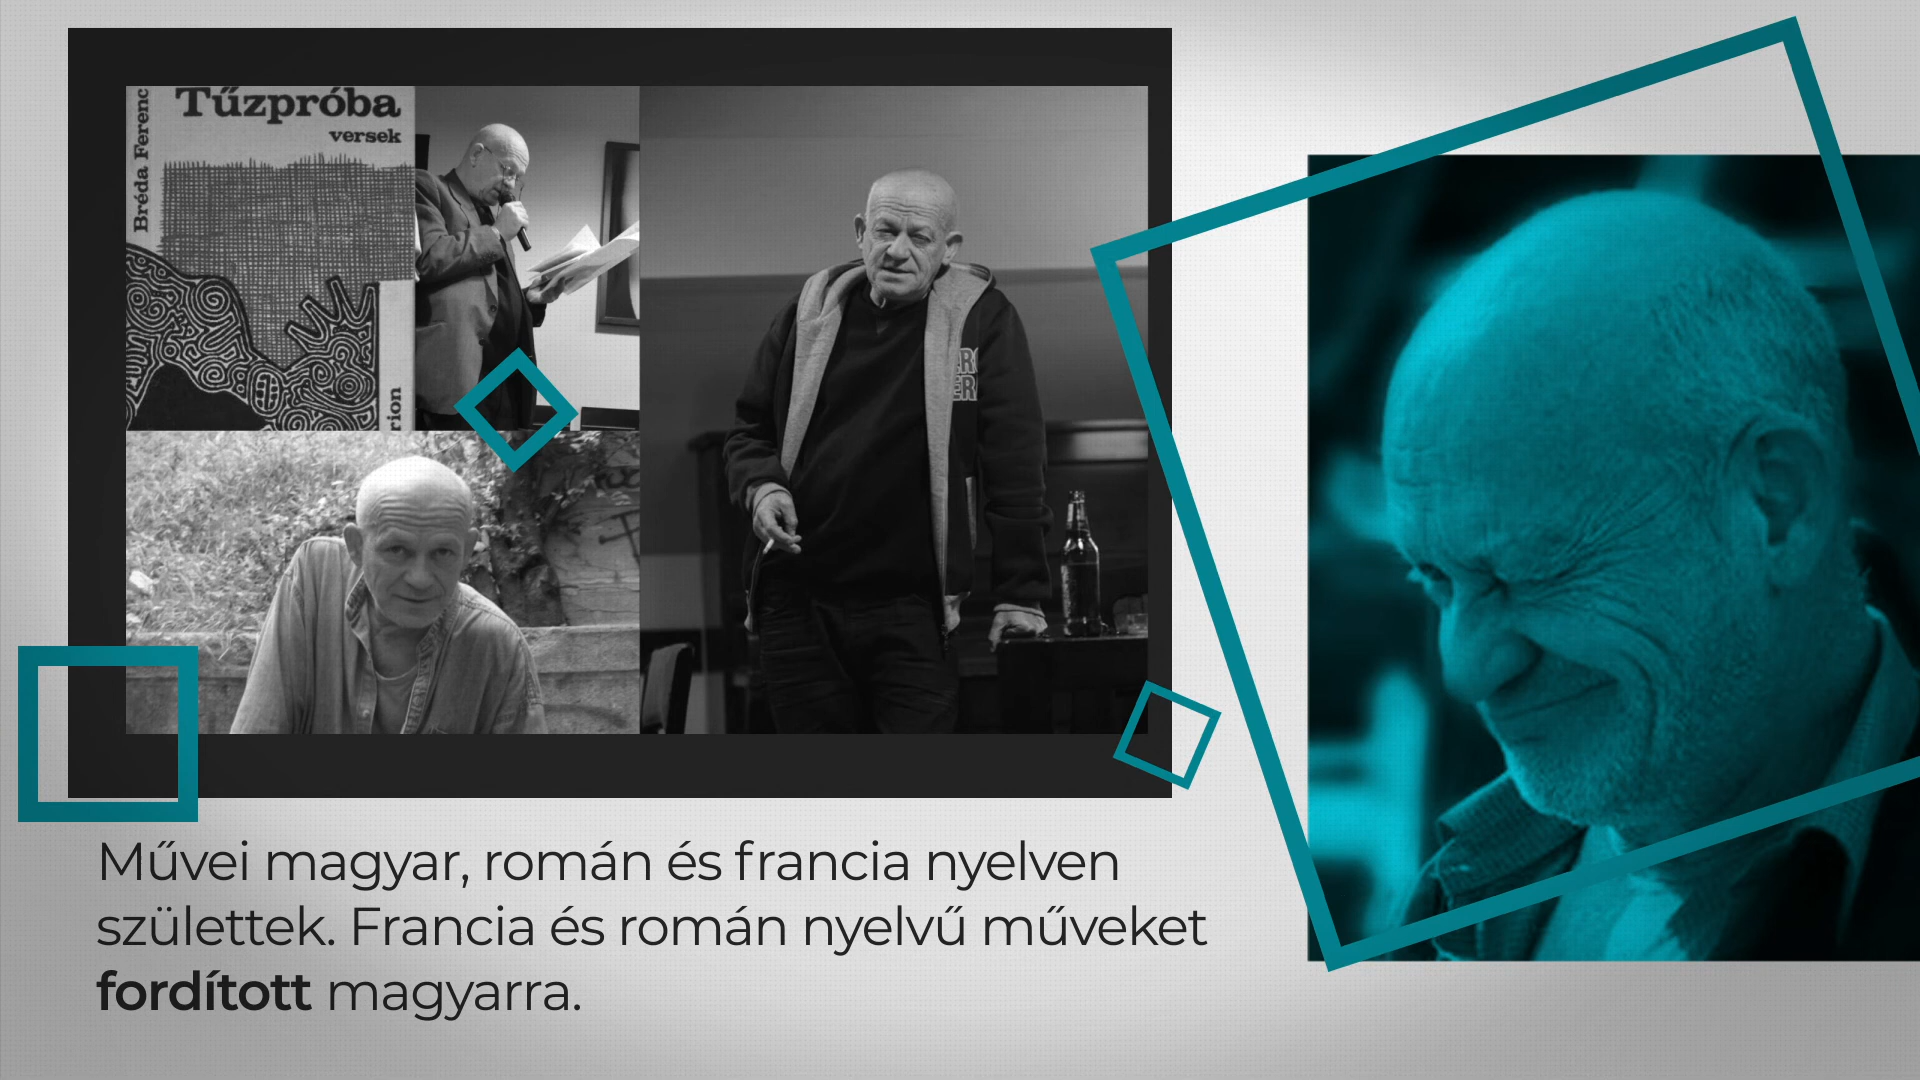 Tűzpróba
versek
Bréda Ferenc
rion
Művei magyar, román és francia nyelven
születtek. Francia és román nyelvű műveket
fordított magyarra.